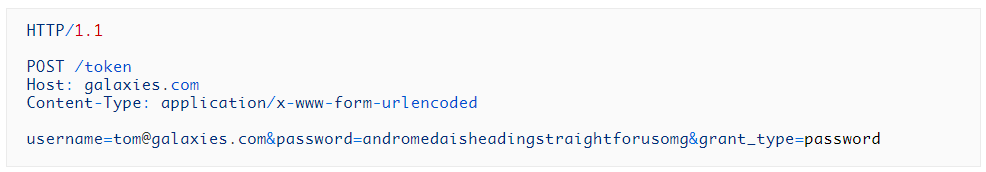 HTTP/1.1
POST /token
Host: galaxies.com
Content-Type: application/x-www-form-urlencoded
username=tom@galaxies.com&password=andromedaisheadingstraightforusomg&grant_type=password